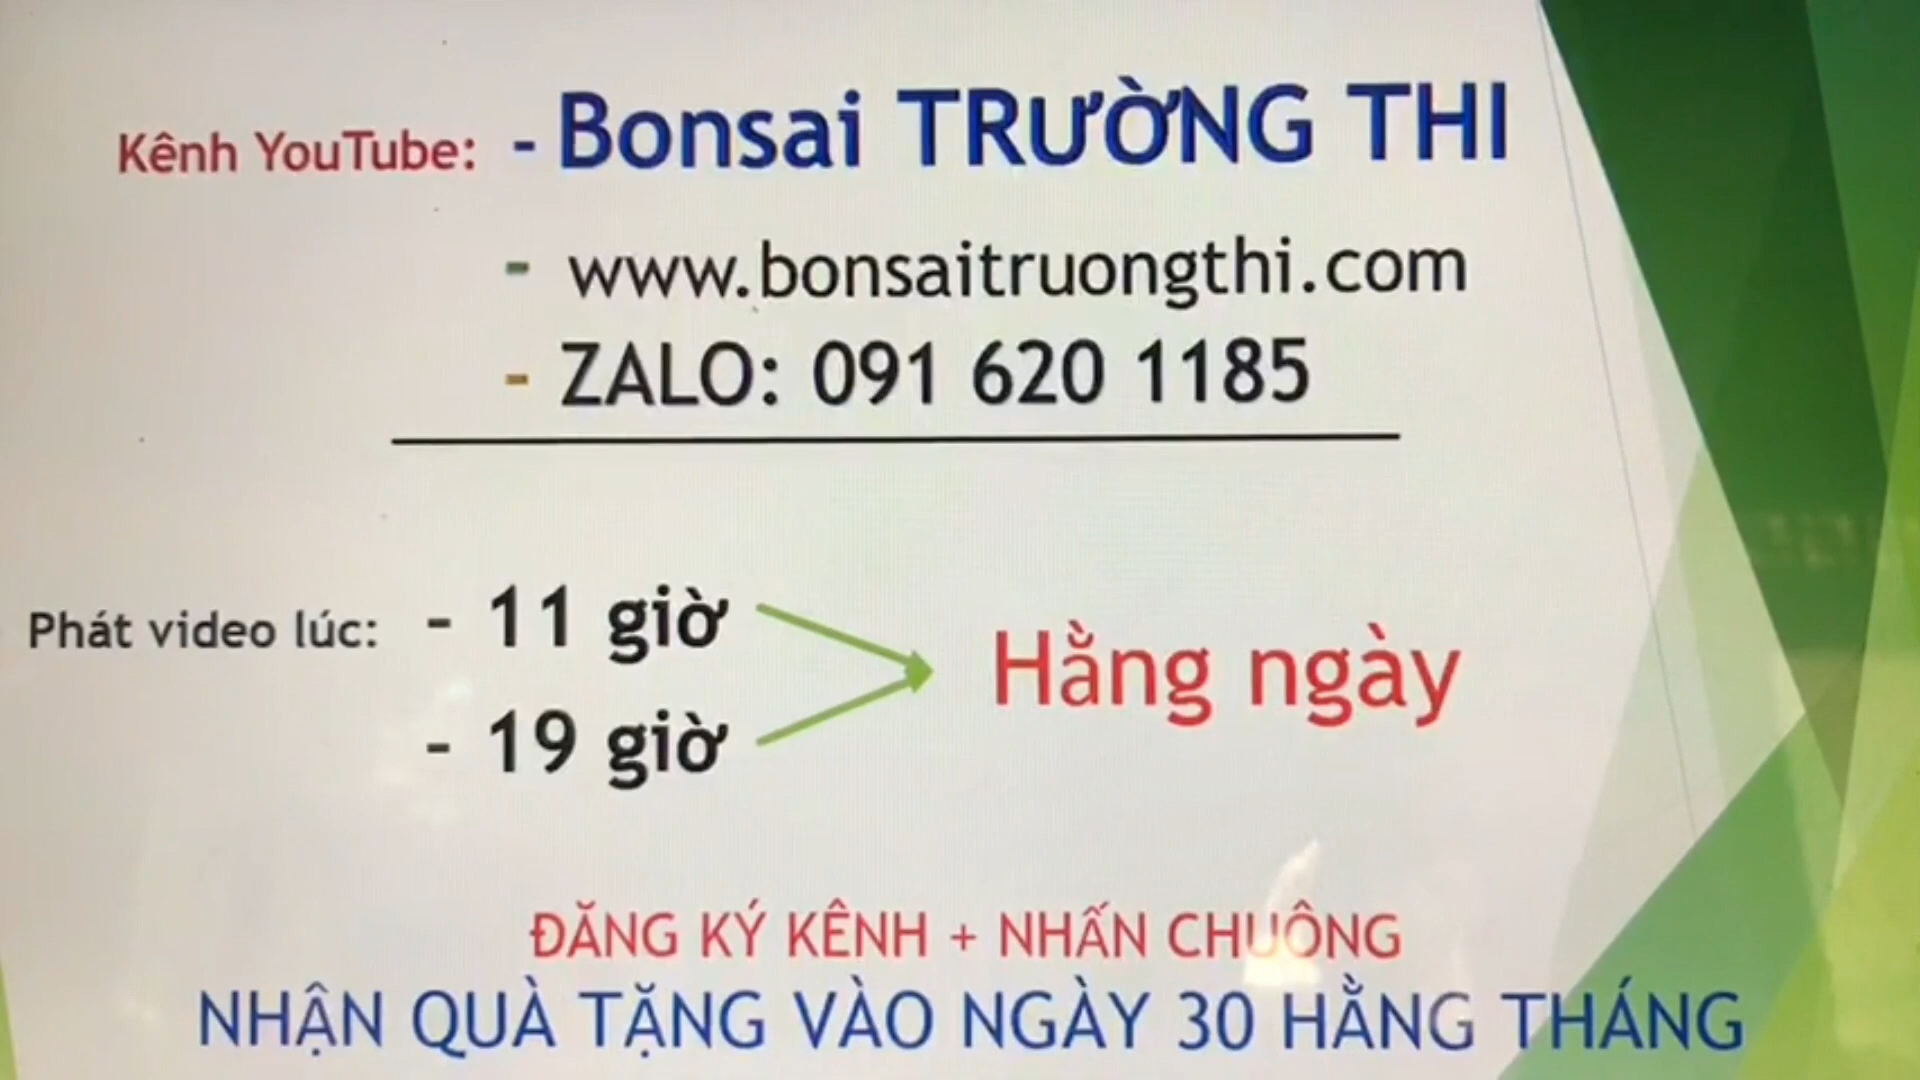 Kênh YouTube: - Bonsai TRƯỜNG THI
- www.bonsaitruongthi.com
- ZALO: 091 620 1185
Phát video lúc: - 11 giờ
- 19 giờ
Hằng ngày
ĐĂNG KÝ KÊNH + NHẤN CHUÔNG
NHẬN QUÀ TẶNG VÀO NGÀY 30 HẰNG THÁNG